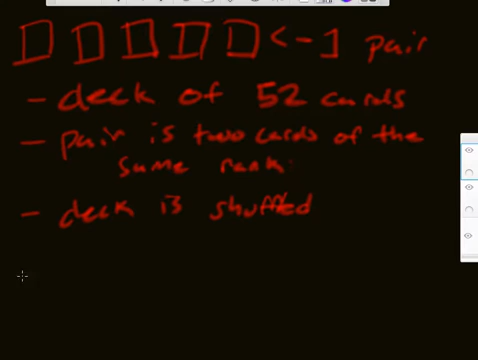 <- 1 pair
- deck of 52 cards
- pair is two cards of the
same rank
- deck is shuffled